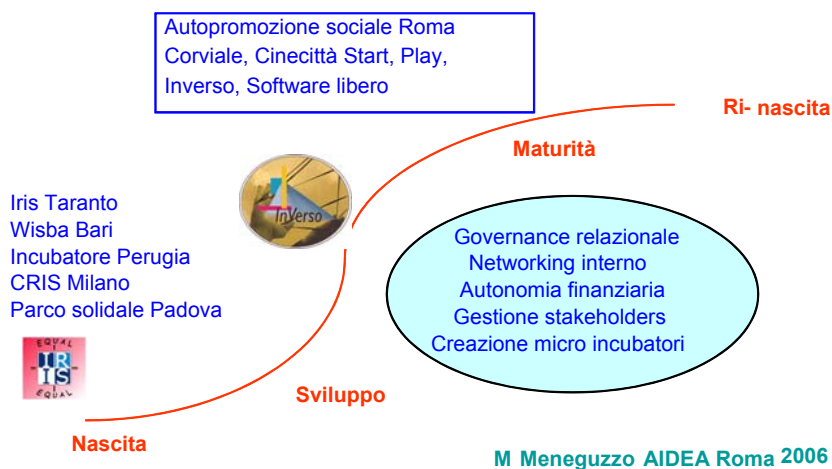 Autopromozione sociale Roma
Corviale, Cinecittà Start, Play,
Inverso, Software libero
Ri- nascita
Maturità
InVerso
Iris Taranto
Wisba Bari
Incubatore Perugia
CRIS Milano
Parco solidale Padova
Governance relazionale
Networking interno
Autonomia finanziaria
Gestione stakeholders
Creazione micro incubatori
EQUAL
IRIS
EQUAL
Sviluppo
Nascita
M Meneguzzo AIDEA Roma 2006